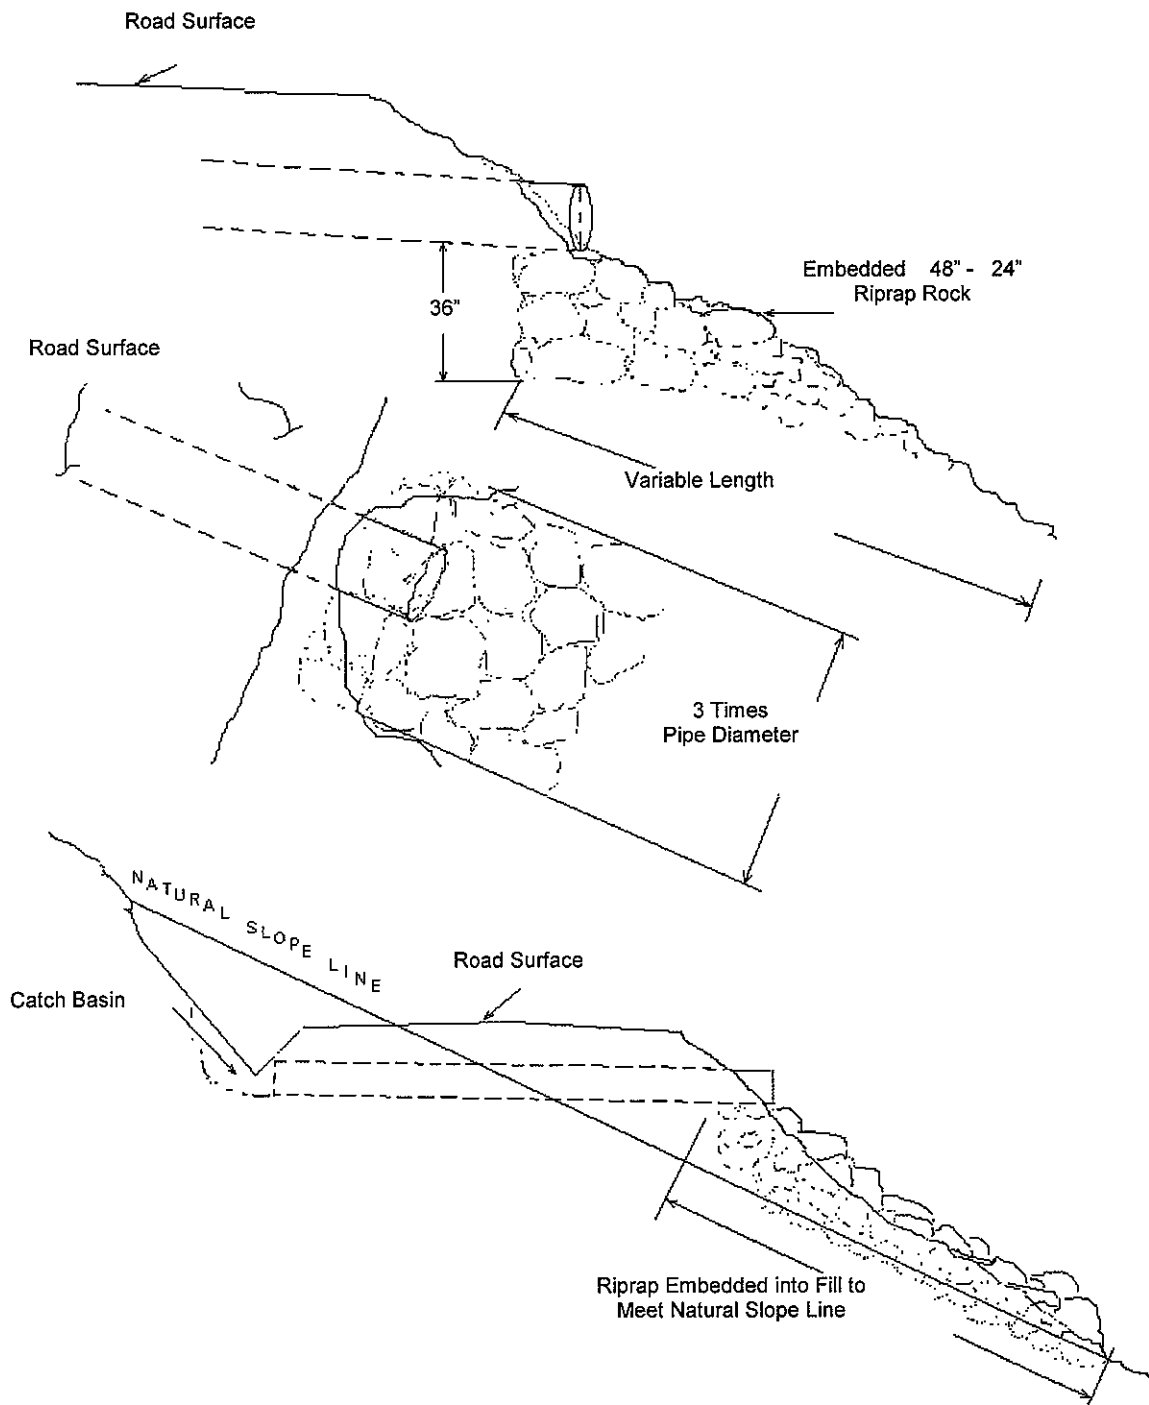 Road Surface
Embedded 48" - 24"
Riprap Rock
36"
Road Surface
Variable Length
3 Times
Pipe Diameter
NATURAL SLOPE LINE
Road Surface
Catch Basin
Riprap Embedded into Fill to
Meet Natural Slope Line